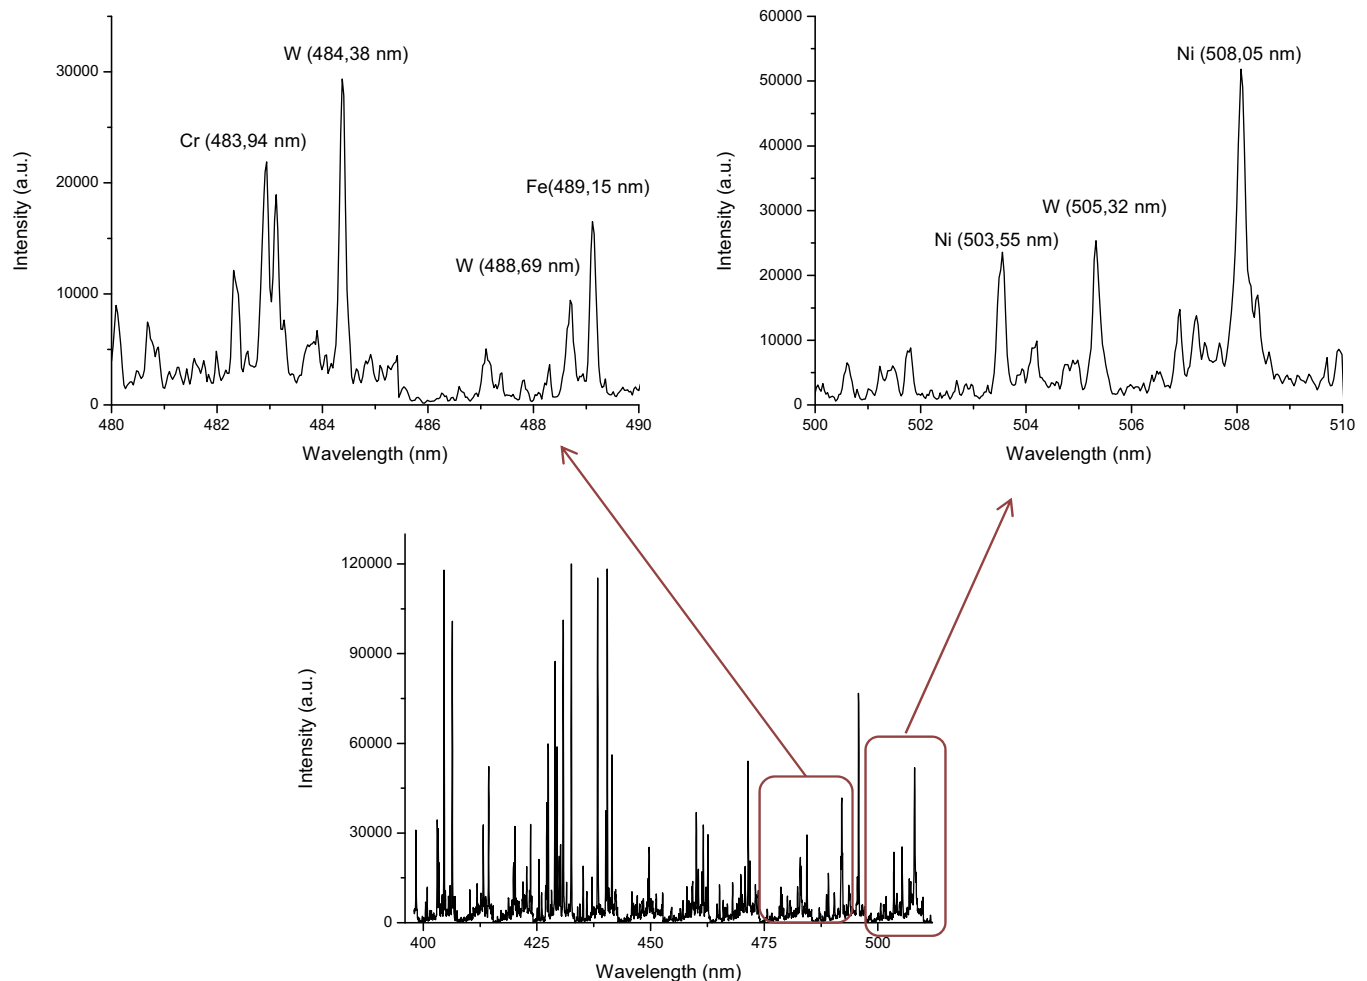 W (484,38 nm)
Cr (483,94 nm)
Fe(489,15 nm)
W (488,69 nm)
30000
20000
10000
0
480
482
484
486
488
490
Intensity (a.u.)
Wavelength (nm)
Ni (508,05 nm)
W (505,32 nm)
Ni (503,55 nm)
60000
50000
40000
30000
20000
10000
0
500
502
504
506
508
510
Intensity (a.u.)
Wavelength (nm)
120000
90000
60000
30000
0
400
425
450
475
500
Intensity (a.u.)
Wavelength (nm)